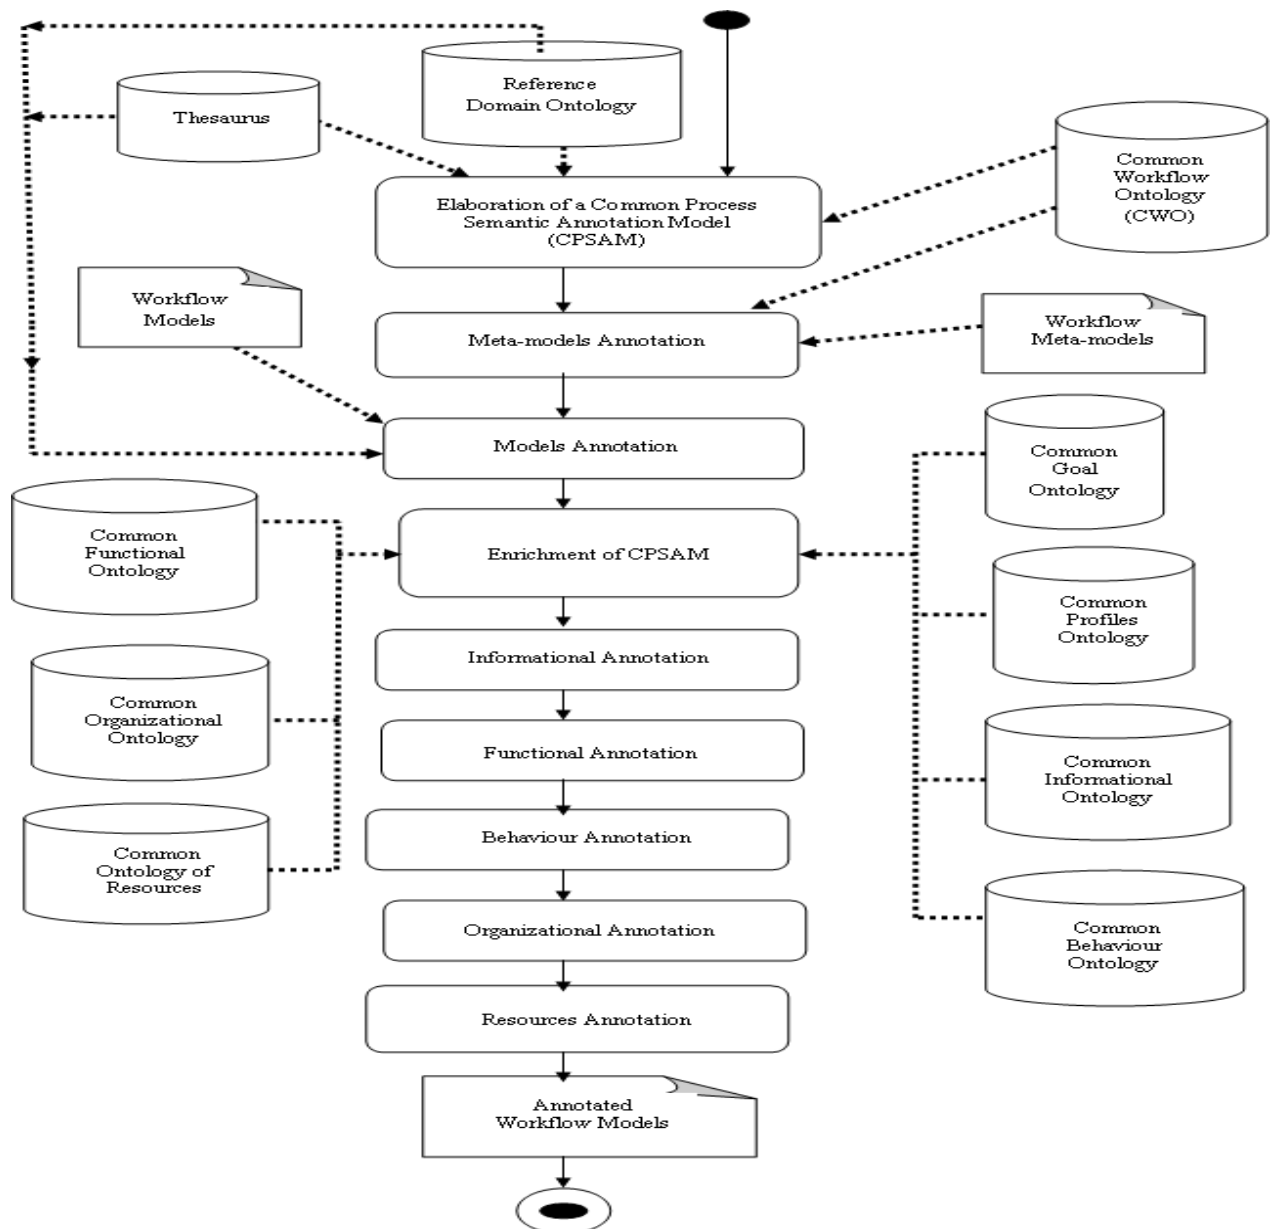 Reference
Domain Ontology
Thesaurus
Common
Workflow
Ontology
(CWO)
Elaboration of a Common Process
Semantic Annotation Model
(CPSAM)
Workflow
Models
Meta-models Annotation
Workflow
Meta-models
Models Annotation
Common
Goal
Ontology
Common
Functional
Ontology
Enrichment of CPSAM
Common
Profiles
Ontology
Informational Annotation
Common
Organizational
Ontology
Functional Annotation
Common
Informational
Ontology
Behaviour Annotation
Common
Ontology of
Resources
Organizational Annotation
Common
Behaviour
Ontology
Resources Annotation
Annotated
Workflow Models